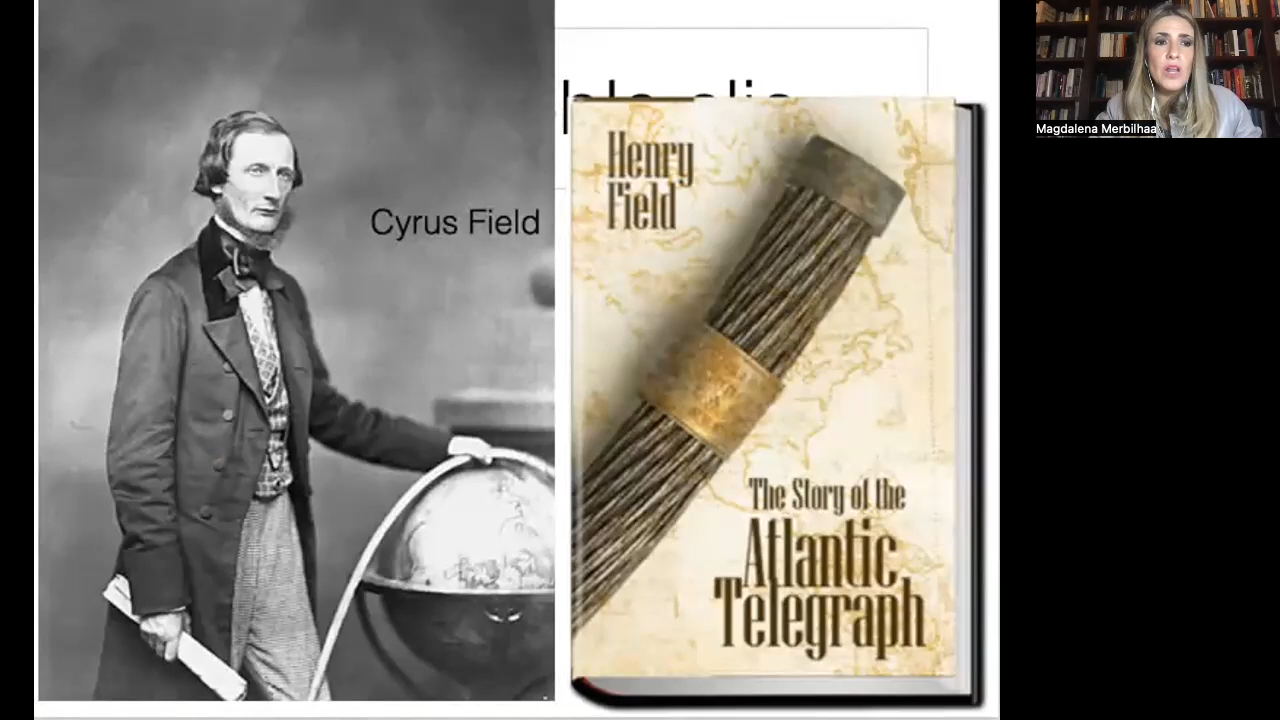 Cyrus Field
Henry
Field
The Story of the
Atlantic
Telegraph
Magdalena Merbilhaa